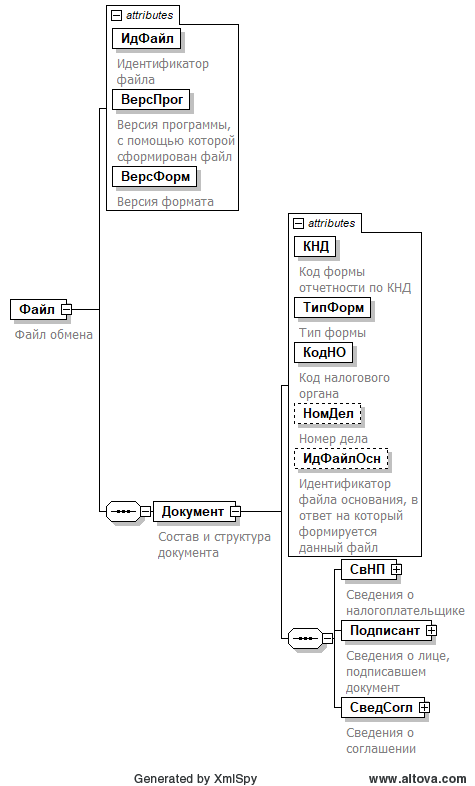 attributes
ИдФайл
Идентификатор
файла
ВерсПрог
Версия программы,
с помощью которой
сформирован файл
ВерсФорм
Версия формата
Файл
Файл обмена
Документ
Состав и структура
документа
attributes
КНД
Код формы
отчетности по КНД
ТипФорм
Тип формы
КодНО
Код налогового
органа
НомДел
Номер дела
ИдФайлОсн
Идентификатор
файла основания, в
ответ на который
формируется
данный файл
СвНП
Сведения о
налогоплательщике
Подписант
Сведения о лице,
подписавшем
документ
СведСогл
Сведения о
соглашении
Generated by XmlSpy
www.altova.com